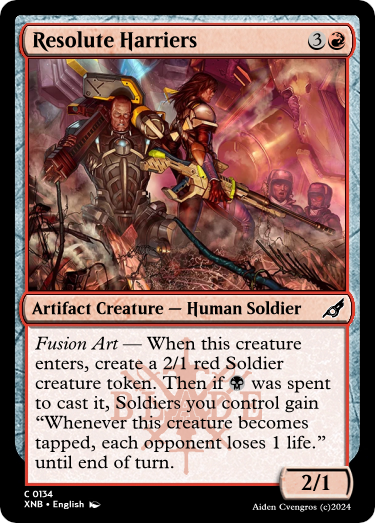 Resolute Harriers 3
Artifact Creature — Human Soldier
Fusion Art — When this creature
enters, create a 2/1 red Soldier
creature token. Then if was spent
to cast it, Soldiers you control gain
“Whenever this creature becomes
tapped, each opponent loses 1 life.”
until end of turn.
2/1
C 0134
XNB • English
Aiden Cvengros (c)2024